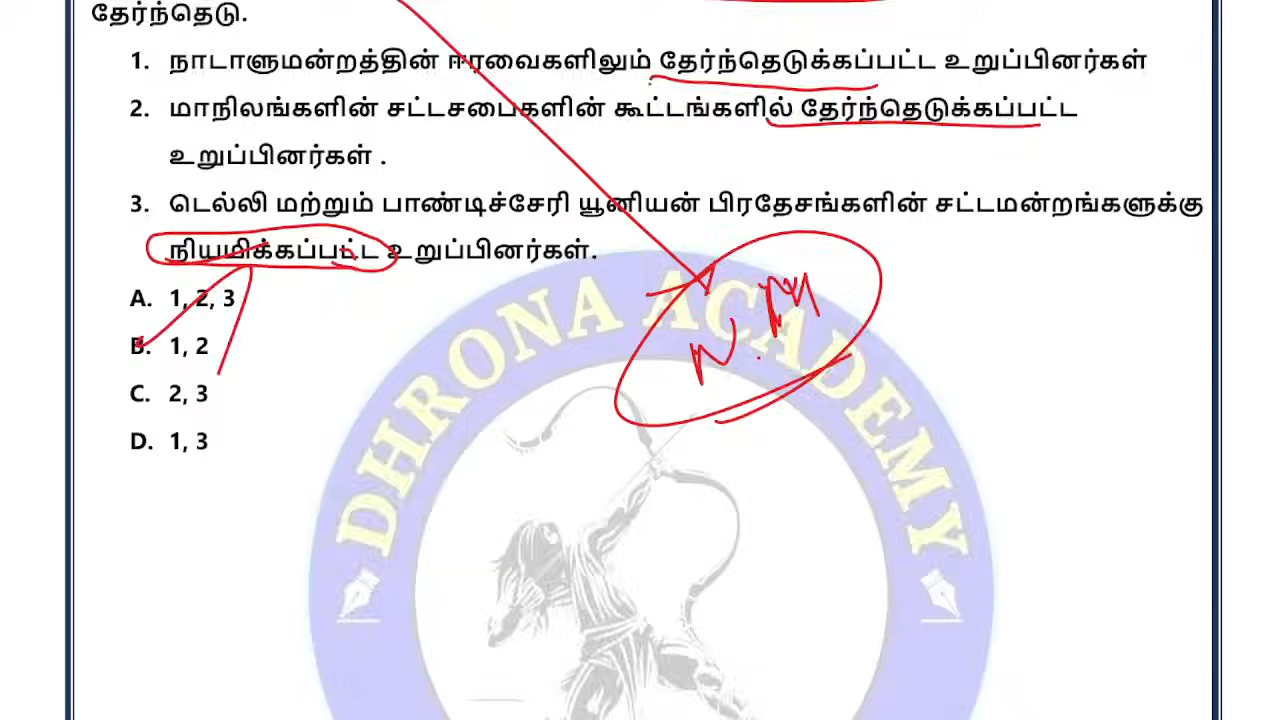 தேர்ந்தெடு.
1. நாடாளுமன்றத்தின் ஈரவைகளிலும் தேர்ந்தெடுக்கப்பட்ட உறுப்பினர்கள்
2. மாநிலங்களின் சட்டசபைகளின் கூட்டங்களில் தேர்ந்தெடுக்கப்பட்ட
உறுப்பினர்கள் .
3. டெல்லி மற்றும் பாண்டிச்சேரி யூனியன் பிரதேசங்களின் சட்டமன்றங்களுக்கு
நியமிக்கப்பட்ட உறுப்பினர்கள்.
A. 1, 2, 3
B. 1, 2
C. 2, 3
D. 1, 3
N.M
DHRONA ACADEMY